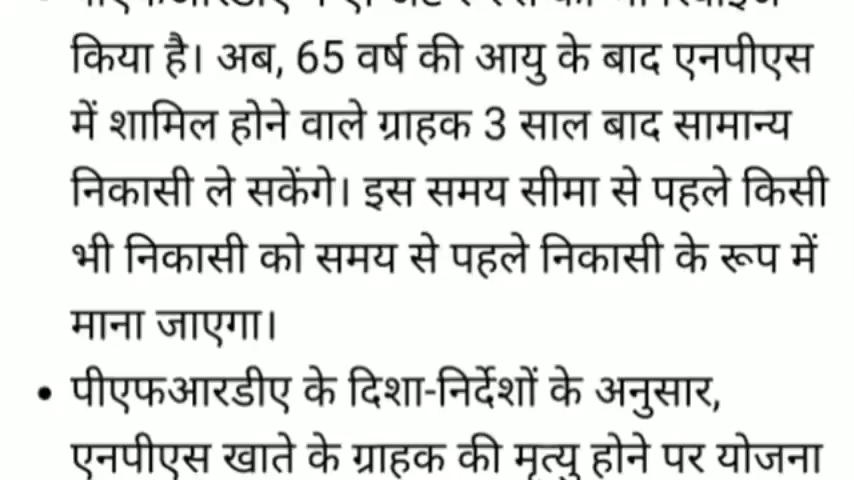 किया है। अब, 65 वर्ष की आयु के बाद एनपीएस
में शामिल होने वाले ग्राहक 3 साल बाद सामान्य
निकासी ले सकेंगे। इस समय सीमा से पहले किसी
भी निकासी को समय से पहले निकासी के रूप में
माना जाएगा।
• पीएफआरडीए के दिशा-निर्देशों के अनुसार,
एनपीएस खाते के ग्राहक की मृत्यु होने पर योजना